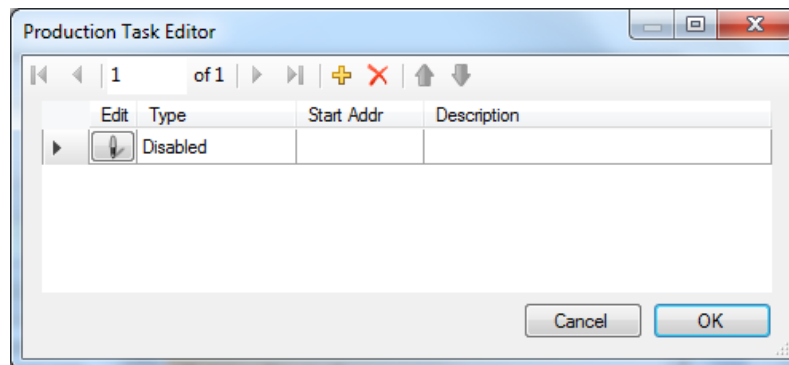 Production Task Editor
1 of 1
Edit Type Start Addr Description
Disabled
Cancel OK